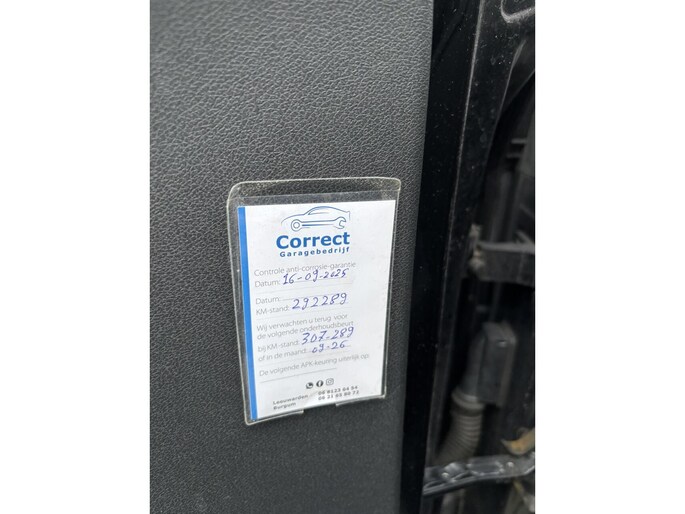 Correct
Garagebedrijf
Controle anti-corrosie-garantie
Datum: 16-09-2025
Datum:
KM-stand: 292289
Wij verwachten u terug voor
de volgende onderhoudsbeurt
bij KM-stand: 307-289
of in de maand: 09-26
De volgende APK-keuring uiterlijk op:
Leeuwarden
Burgum